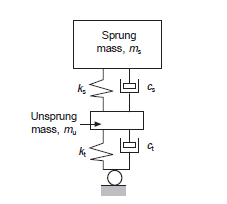 Sprung
mass, mₛ
kₛ
cₛ
Unsprung
mass, mᵤ
kₜ
cₜ